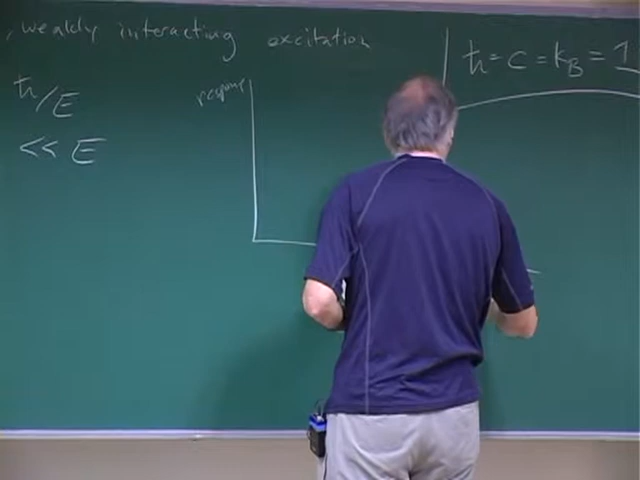 , weakly interacting excitation
ħ = c = k_B = 1
ħ/E
<< E
response